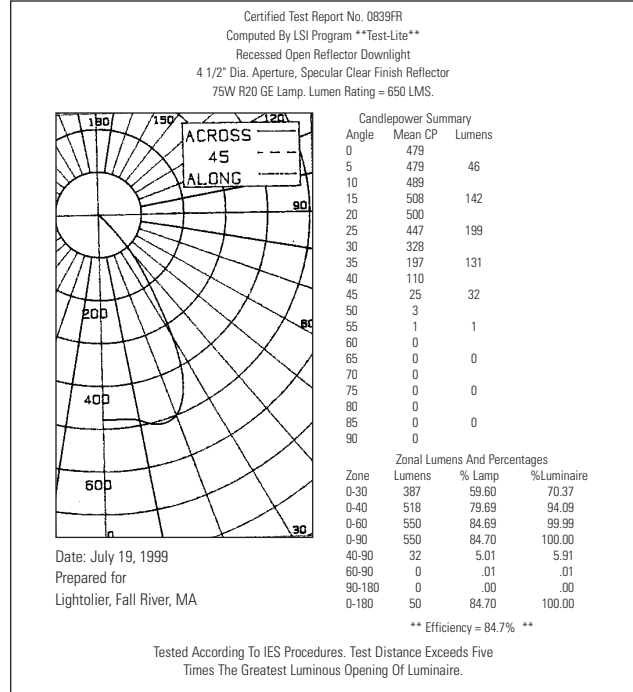 Certified Test Report No. 0839FR
Computed By LSI Program **Test-Lite**
Recessed Open Reflector Downlight
4 1/2" Dia. Aperture, Specular Clear Finish Reflector
75W R20 GE Lamp. Lumen Rating = 650 LMS.
180 150 120
ACROSS
45
ALONG
90
200
60
400
600
0 30
Date: July 19, 1999
Prepared for
Lightolier, Fall River, MA
Candlepower Summary
Angle Mean CP Lumens
0 479
5 479 46
10 489
15 508 142
20 500
25 447 199
30 328
35 197 131
40 110
45 25 32
50 3
55 1 1
60 0
65 0 0
70 0
75 0 0
80 0
85 0 0
90 0
Zonal Lumens And Percentages
Zone Lumens % Lamp %Luminaire
0-30 387 59.60 70.37
0-40 518 79.69 94.09
0-60 550 84.69 99.99
0-90 550 84.70 100.00
40-90 32 5.01 5.91
60-90 0 .01 .01
90-180 0 .00 .00
0-180 50 84.70 100.00
** Efficiency = 84.7% **
Tested According To IES Procedures. Test Distance Exceeds Five
Times The Greatest Luminous Opening Of Luminaire.